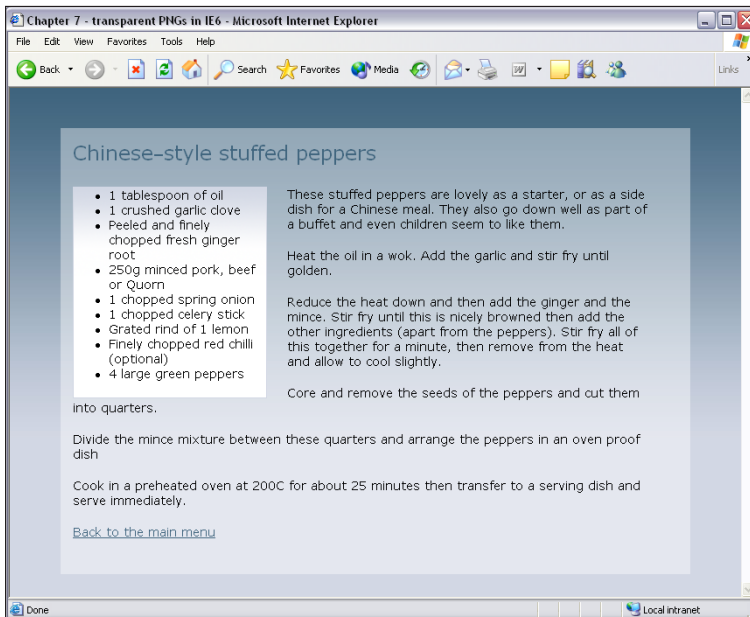 Chapter 7 - transparent PNGs in IE6 - Microsoft Internet Explorer
File Edit View Favorites Tools Help
Back Search Favorites Media Links
Chinese-style stuffed peppers
1 tablespoon of oil
1 crushed garlic clove
Peeled and finely
chopped fresh ginger
root
250g minced pork, beef
or Quorn
1 chopped spring onion
1 chopped celery stick
Grated rind of 1 lemon
Finely chopped red chilli
(optional)
4 large green peppers
These stuffed peppers are lovely as a starter, or as a side
dish for a Chinese meal. They also go down well as part of
a buffet and even children seem to like them.
Heat the oil in a wok. Add the garlic and stir fry until
golden.
Reduce the heat down and then add the ginger and the
mince. Stir fry until this is nicely browned then add the
other ingredients (apart from the peppers). Stir fry all of
this together for a minute, then remove from the heat
and allow to cool slightly.
Core and remove the seeds of the peppers and cut them
into quarters.
Divide the mince mixture between these quarters and arrange the peppers in an oven proof
dish
Cook in a preheated oven at 200C for about 25 minutes then transfer to a serving dish and
serve immediately.
Back to the main menu
Done Local intranet